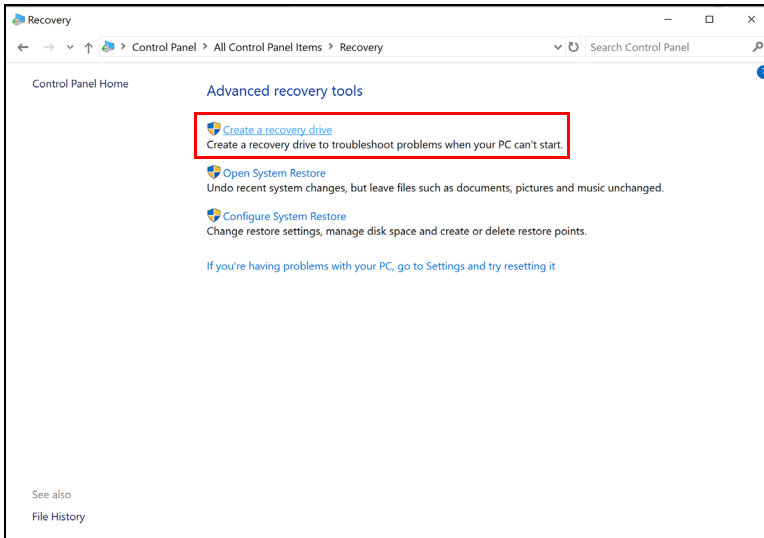 Recovery
Control Panel > All Control Panel Items > Recovery
Search Control Panel
Control Panel Home
Advanced recovery tools
Create a recovery drive
Create a recovery drive to troubleshoot problems when your PC can't start.
Open System Restore
Undo recent system changes, but leave files such as documents, pictures and music unchanged.
Configure System Restore
Change restore settings, manage disk space and create or delete restore points.
If you're having problems with your PC, go to Settings and try resetting it
See also
File History